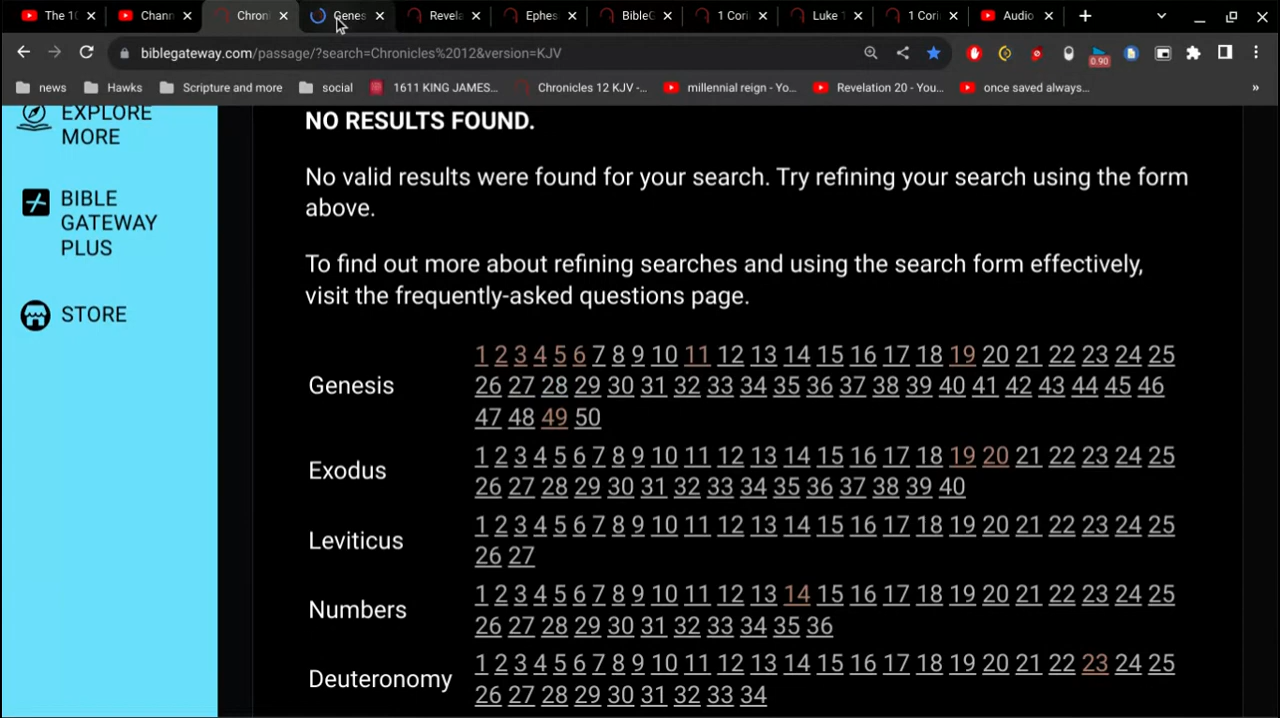 The 10
Chann
Chroni
Genes
Revela
Ephes
BibleG
1 Cori
Luke 1
1 Cori
Audio
biblegateway.com/passage/?search=Chronicles%2012&version=KJV
0.90
news
Hawks
Scripture and more
social
1611 KING JAMES...
Chronicles 12 KJV -...
millennial reign - Yo...
Revelation 20 - You...
once saved always...
»
EXPLORE
MORE
BIBLE
GATEWAY
PLUS
STORE
NO RESULTS FOUND.
No valid results were found for your search. Try refining your search using the form
above.
To find out more about refining searches and using the search form effectively,
visit the frequently-asked questions page.
Genesis
1 2 3 4 5 6 7 8 9 10 11 12 13 14 15 16 17 18 19 20 21 22 23 24 25
26 27 28 29 30 31 32 33 34 35 36 37 38 39 40 41 42 43 44 45 46
47 48 49 50
Exodus
1 2 3 4 5 6 7 8 9 10 11 12 13 14 15 16 17 18 19 20 21 22 23 24 25
26 27 28 29 30 31 32 33 34 35 36 37 38 39 40
Leviticus
1 2 3 4 5 6 7 8 9 10 11 12 13 14 15 16 17 18 19 20 21 22 23 24 25
26 27
Numbers
1 2 3 4 5 6 7 8 9 10 11 12 13 14 15 16 17 18 19 20 21 22 23 24 25
26 27 28 29 30 31 32 33 34 35 36
Deuteronomy
1 2 3 4 5 6 7 8 9 10 11 12 13 14 15 16 17 18 19 20 21 22 23 24 25
26 27 28 29 30 31 32 33 34